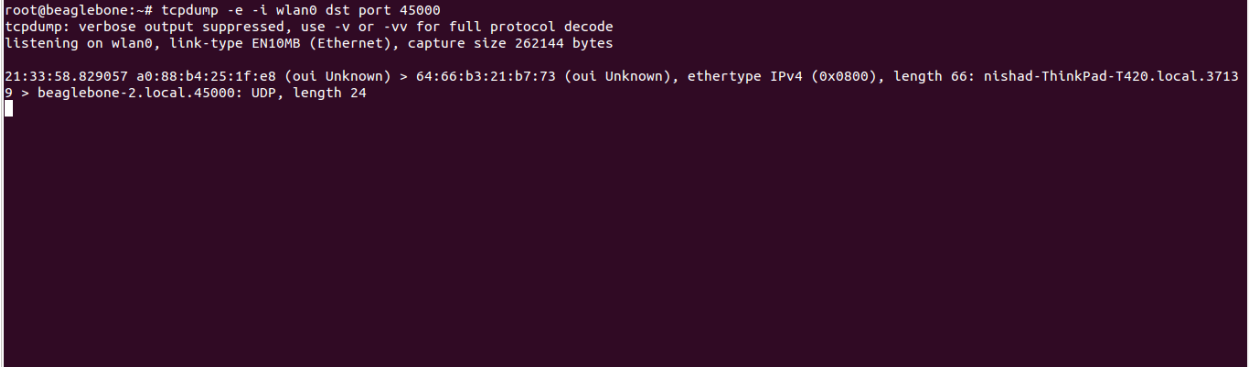 root@beaglebone:~# tcpdump -e -i wlan0 dst port 45000
tcpdump: verbose output suppressed, use -v or -vv for full protocol decode
listening on wlan0, link-type EN10MB (Ethernet), capture size 262144 bytes
21:33:58.829057 a0:88:b4:25:1f:e8 (oui Unknown) > 64:66:b3:21:b7:73 (oui Unknown), ethertype IPv4 (0x0800), length 66: nishad-ThinkPad-T420.local.3713
9 > beaglebone-2.local.45000: UDP, length 24